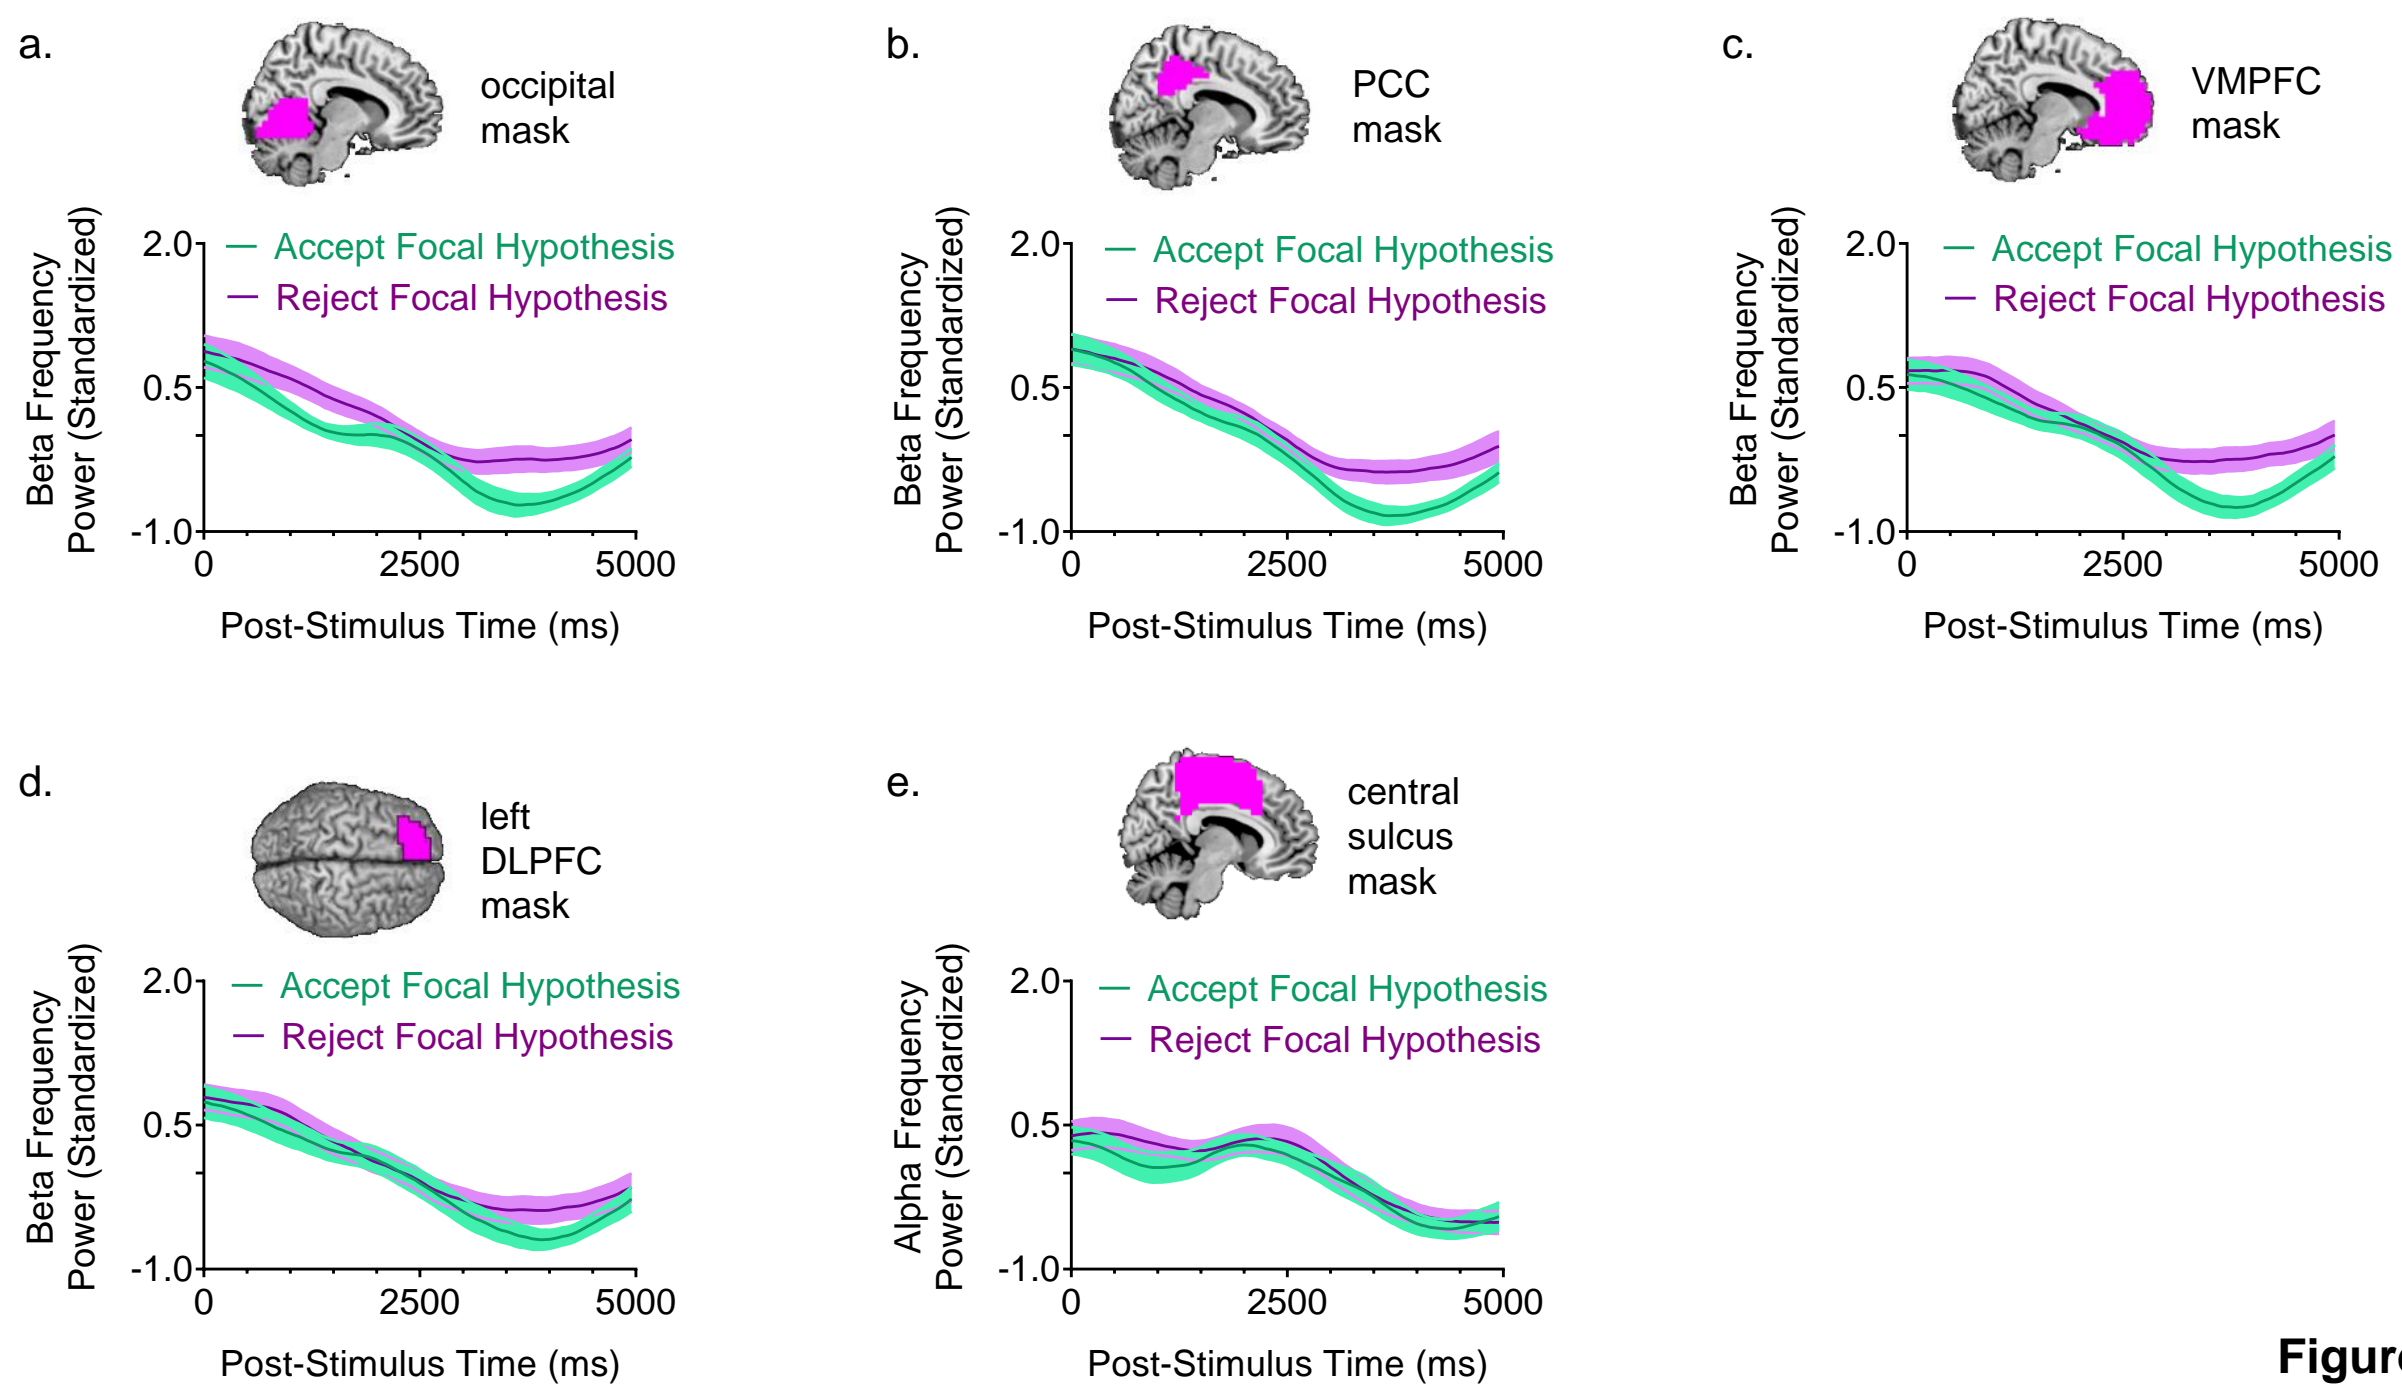 a.
occipital
mask
Beta Frequency
Power (Standardized)
2.0
0.5
-1.0
Accept Focal Hypothesis
Reject Focal Hypothesis
0
2500
5000
Post-Stimulus Time (ms)
b.
PCC
mask
Beta Frequency
Power (Standardized)
2.0
0.5
-1.0
Accept Focal Hypothesis
Reject Focal Hypothesis
0
2500
5000
Post-Stimulus Time (ms)
c.
VMPFC
mask
Beta Frequency
Power (Standardized)
2.0
0.5
-1.0
Accept Focal Hypothesis
Reject Focal Hypothesis
0
2500
5000
Post-Stimulus Time (ms)
d.
left
DLPFC
mask
Beta Frequency
Power (Standardized)
2.0
0.5
-1.0
Accept Focal Hypothesis
Reject Focal Hypothesis
0
2500
5000
Post-Stimulus Time (ms)
e.
central
sulcus
mask
Alpha Frequency
Power (Standardized)
2.0
0.5
-1.0
Accept Focal Hypothesis
Reject Focal Hypothesis
0
2500
5000
Post-Stimulus Time (ms)
Figure